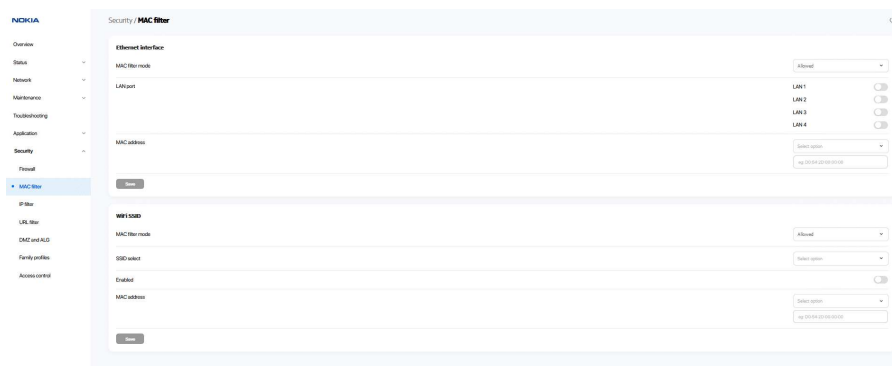 NOKIA
Security / MAC filter
Overview
Status
Network
Maintenance
Troubleshooting
Application
Security
Firewall
MAC filter
IP filter
URL filter
DMZ and ALG
Family profiles
Access control
Ethernet interface
MAC filter mode
Allowed
LAN port
LAN 1
LAN 2
LAN 3
LAN 4
MAC address
Select option
Save
WiFi SSID
MAC filter mode
Allowed
SSID select
Select option
Enabled
MAC address
Select option
Save